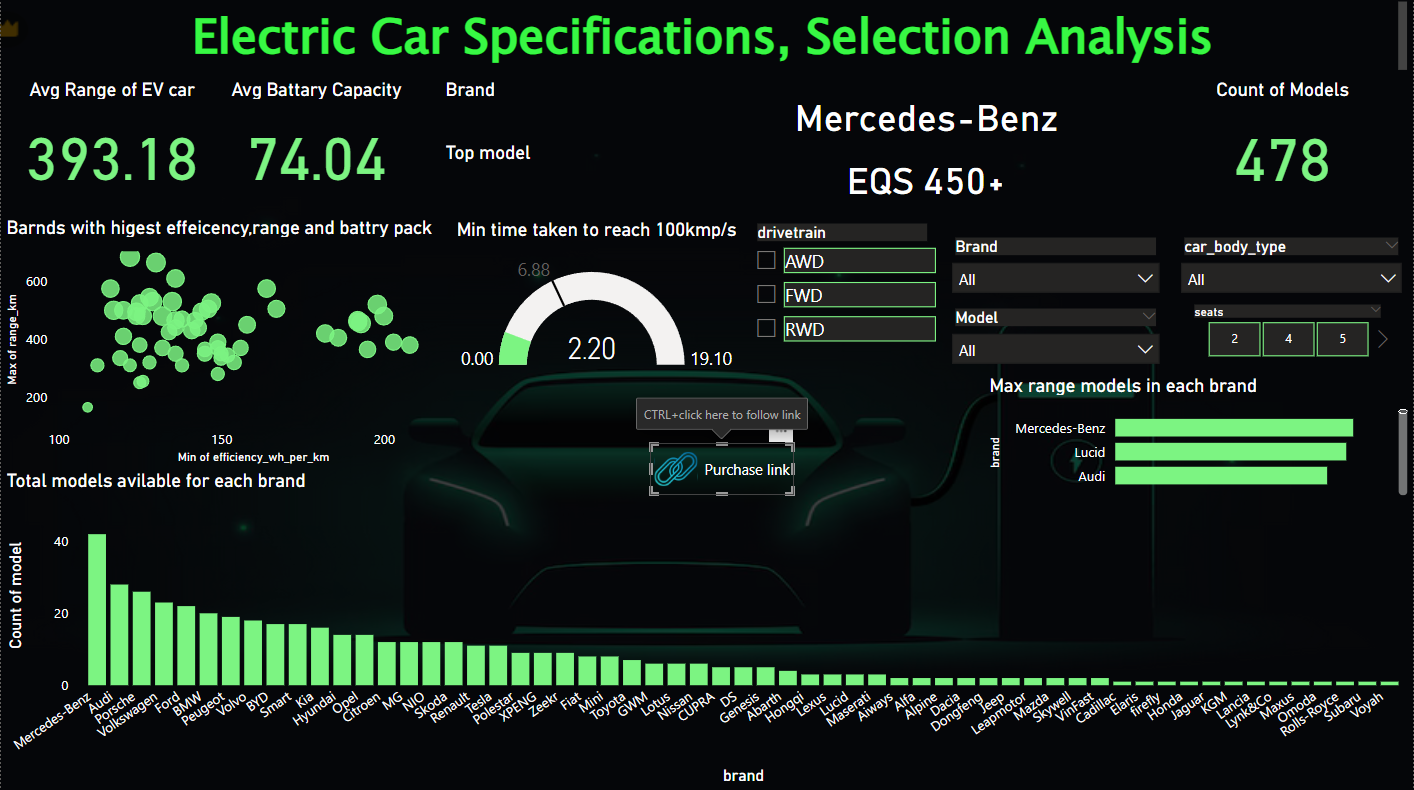 Electric Car Specifications, Selection Analysis
Avg Range of EV car
Avg Battary Capacity
Brand
Count of Models
393.18
74.04
Mercedes-Benz
478
Top model
EQS 450+
Barnds with higest effeicency,range and battry pack
Max of range_km
600
400
200
100
150
200
Min of efficiency_wh_per_km
Min time taken to reach 100kmp/s
6.88
0.00
2.20
19.10
drivetrain
AWD
FWD
RWD
Brand
All
Model
All
car_body_type
All
seats
2
4
5
Max range models in each brand
brand
Mercedes-Benz
Lucid
Audi
CTRL+click here to follow link
Purchase link
Total models avilable for each brand
Count of model
40
20
0
Mercedes-Benz
Audi
Porsche
Volkswagen
Ford
BMW
Peugeot
Volvo
BYD
Smart
Kia
Hyundai
Opel
Citroen
MG
NIO
Skoda
Renault
Tesla
Polestar
XPENG
Zeekr
Fiat
Mini
Toyota
GWM
Lotus
Nissan
CUPRA
DS
Genesis
Abarth
Hongqi
Lexus
Lucid
Maserati
Aiways
Alfa
Alpine
Dacia
Dongfeng
Jeep
Leapmotor
Mazda
Skywell
VinFast
Cadillac
Elaris
firefly
Honda
Jaguar
KGM
Lancia
Lynk&Co
Maxus
Omoda
Rolls-Royce
Subaru
Voyah
brand